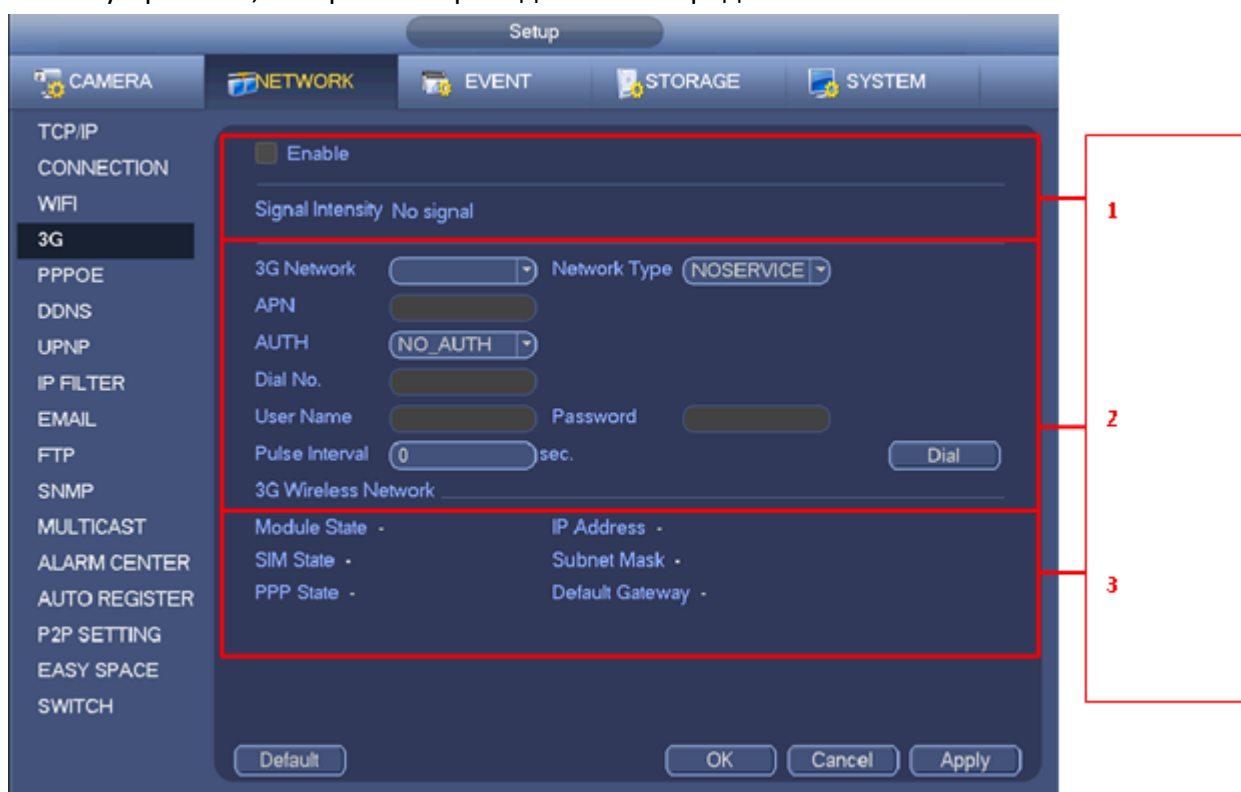 Setup
CAMERA NETWORK EVENT STORAGE SYSTEM
TCP/IP
CONNECTION
WIFI
3G
PPPOE
DDNS
UPNP
IP FILTER
EMAIL
FTP
SNMP
MULTICAST
ALARM CENTER
AUTO REGISTER
P2P SETTING
EASY SPACE
SWITCH
Enable
Signal Intensity No signal
3G Network Network Type NOSERVICE
APN
AUTH NO_AUTH
Dial No.
User Name Password
Pulse Interval 0 sec. Dial
3G Wireless Network
Module State - IP Address -
SIM State - Subnet Mask -
PPP State - Default Gateway -
Default OK Cancel Apply
1
2
3